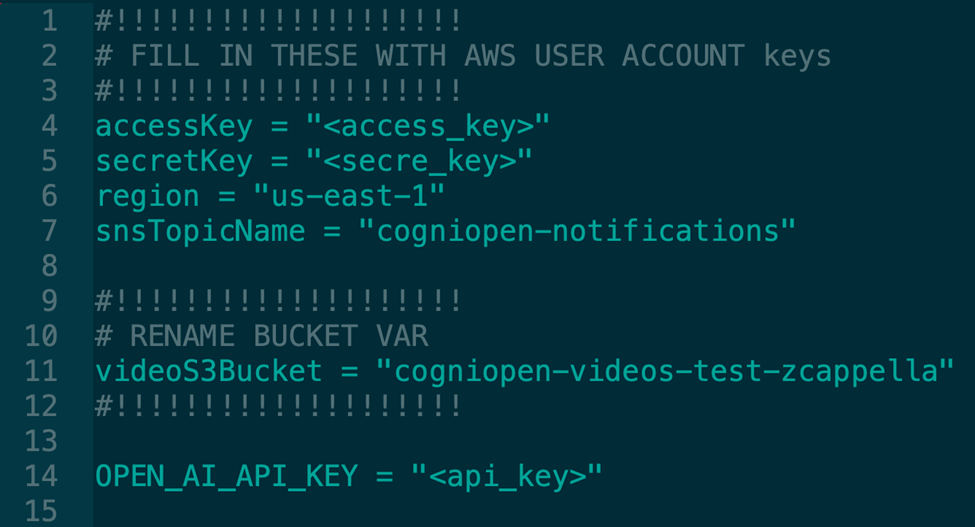 1 #!!!!!!!!!!!!!!!!!!!!
2 # FILL IN THESE WITH AWS USER ACCOUNT keys
3 #!!!!!!!!!!!!!!!!!!!!
4 accessKey = "<access_key>"
5 secretKey = "<secre_key>"
6 region = "us-east-1"
7 snsTopicName = "cogniopen-notifications"
8
9 #!!!!!!!!!!!!!!!!!!!!
10 # RENAME BUCKET VAR
11 videoS3Bucket = "cogniopen-videos-test-zcappella"
12 #!!!!!!!!!!!!!!!!!!!!
13
14 OPEN_AI_API_KEY = "<api_key>"
15